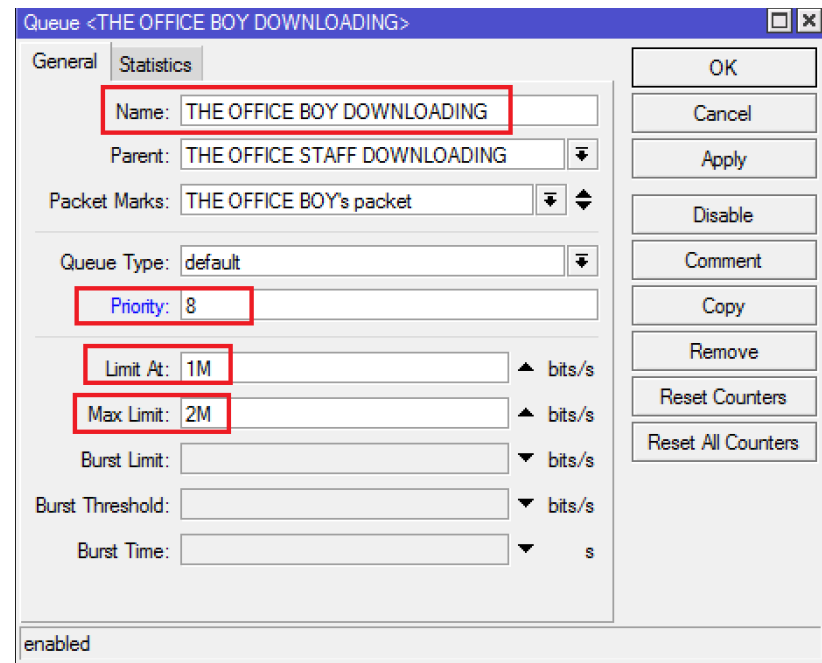 Queue <THE OFFICE BOY DOWNLOADING>
General Statistics
Name: THE OFFICE BOY DOWNLOADING
Parent: THE OFFICE STAFF DOWNLOADING
Packet Marks: THE OFFICE BOY's packet
Queue Type: default
Priority: 8
Limit At: 1M bits/s
Max Limit: 2M bits/s
Burst Limit: bits/s
Burst Threshold: bits/s
Burst Time: s
OK
Cancel
Apply
Disable
Comment
Copy
Remove
Reset Counters
Reset All Counters
enabled